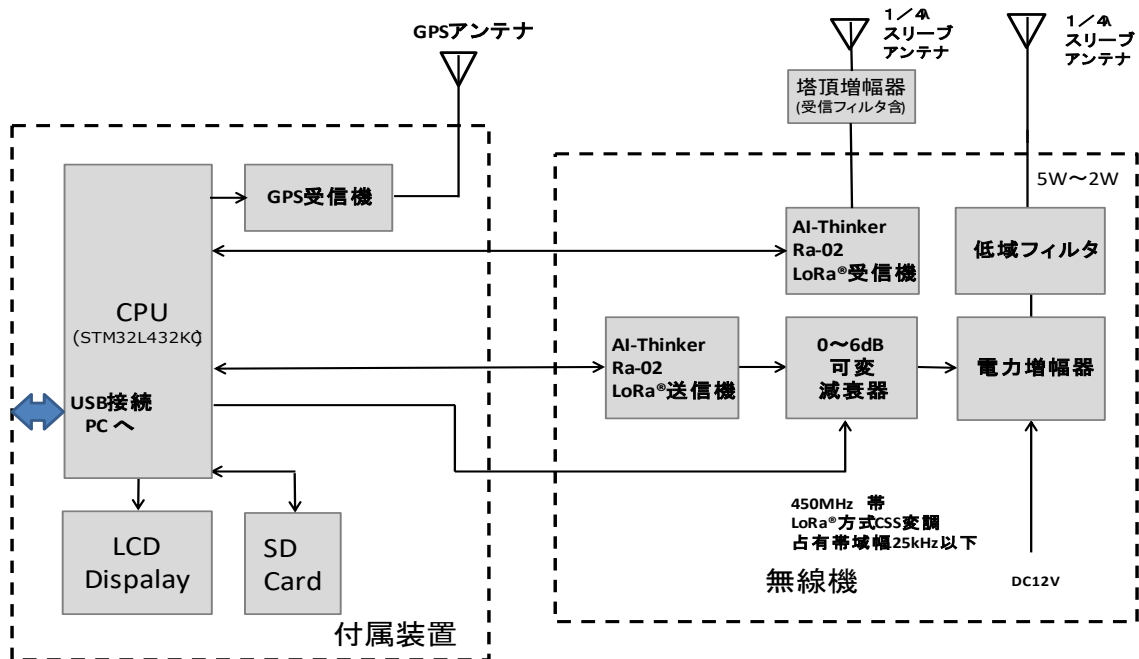 GPSアンテナ
1/4λ
スリーブ
アンテナ
1/4λ
スリーブ
アンテナ
塔頂増幅器
(受信フィルタ含)
5W～2W
GPS受信機
AI-Thinker
Ra-02
LoRa®受信機
低域フィルタ
CPU
(STM32L432KC)
AI-Thinker
Ra-02
LoRa®送信機
0～6dB
可変
減衰器
電力増幅器
USB接続
PCへ
LCD
Dispalay
SD
Card
450MHz 帯
LoRa®方式CSS変調
占有帯域幅25kHz以下
DC12V
無線機
付属装置